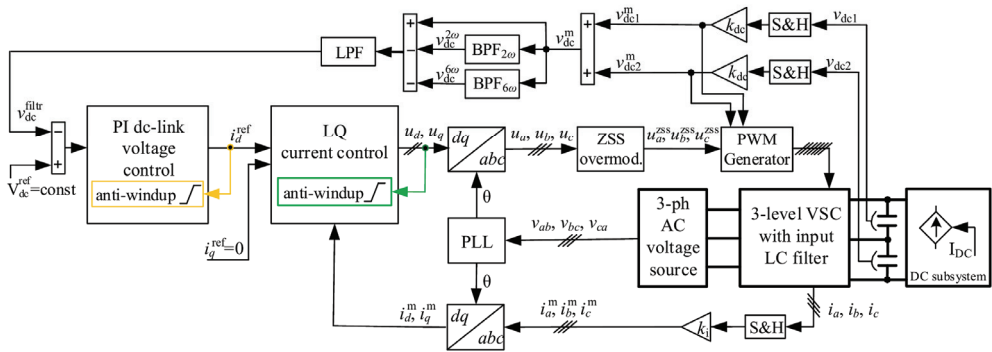 v_dc^filtr
V_dc^ref=const
PI dc-link
voltage
control
anti-windup
i_d^ref
i_q^ref=0
LPF
+
−
−
v_dc^2ω
v_dc^6ω
BPF_2ω
BPF_6ω
v_dc^m
+
+
v_dc1^m
v_dc2^m
k_dc
k_dc
S&H
S&H
v_dc1
v_dc2
−
+
LQ
current control
anti-windup
u_d, u_q
dq
abc
u_a, u_b, u_c
ZSS
overmod.
u_a^zss u_b^zss u_c^zss
PWM
Generator
θ
PLL
θ
v_ab, v_bc, v_ca
3-ph
AC
voltage
source
3-level VSC
with input
LC filter
I_DC
DC subsystem
i_d^m, i_q^m
dq
abc
i_a^m, i_b^m, i_c^m
k_i
S&H
i_a, i_b, i_c